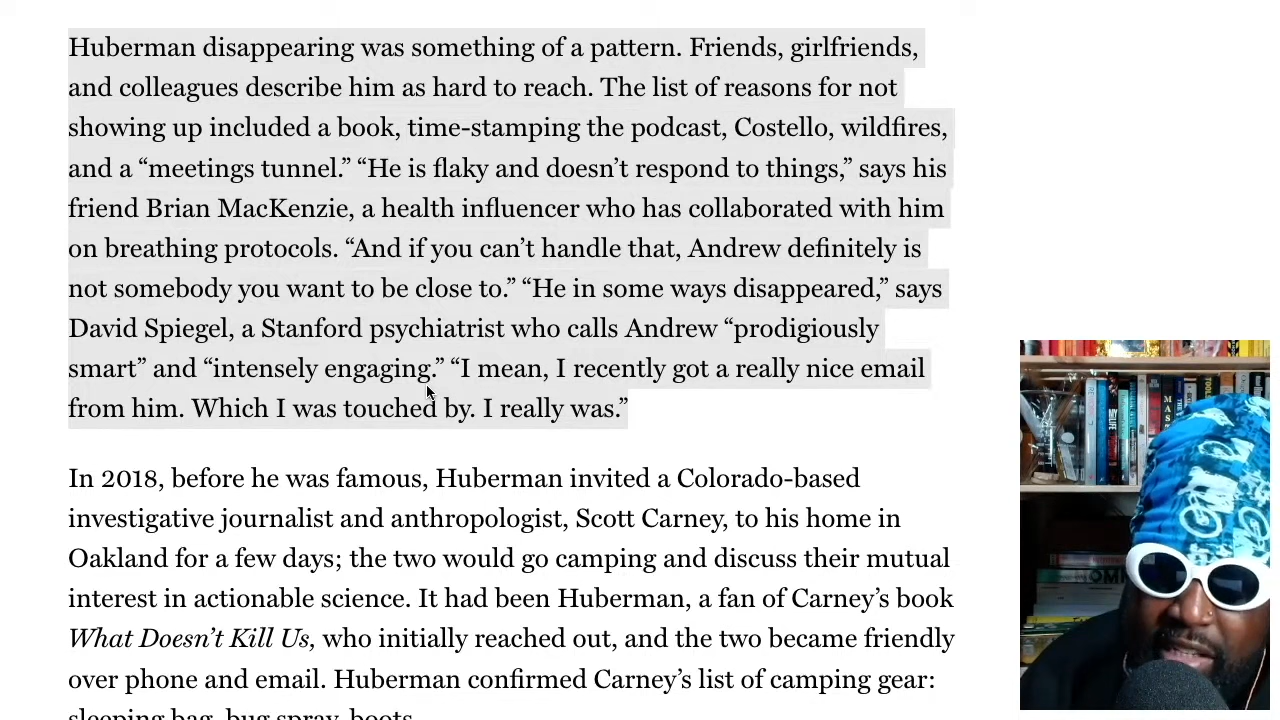 Huberman disappearing was something of a pattern. Friends, girlfriends,
and colleagues describe him as hard to reach. The list of reasons for not
showing up included a book, time-stamping the podcast, Costello, wildfires,
and a “meetings tunnel.” “He is flaky and doesn’t respond to things,” says his
friend Brian MacKenzie, a health influencer who has collaborated with him
on breathing protocols. “And if you can’t handle that, Andrew definitely is
not somebody you want to be close to.” “He in some ways disappeared,” says
David Spiegel, a Stanford psychiatrist who calls Andrew “prodigiously
smart” and “intensely engaging.” “I mean, I recently got a really nice email
from him. Which I was touched by. I really was.”
In 2018, before he was famous, Huberman invited a Colorado-based
investigative journalist and anthropologist, Scott Carney, to his home in
Oakland for a few days; the two would go camping and discuss their mutual
interest in actionable science. It had been Huberman, a fan of Carney’s book
What Doesn’t Kill Us, who initially reached out, and the two became friendly
over phone and email. Huberman confirmed Carney’s list of camping gear:
sleeping bag, bug spray, boots.